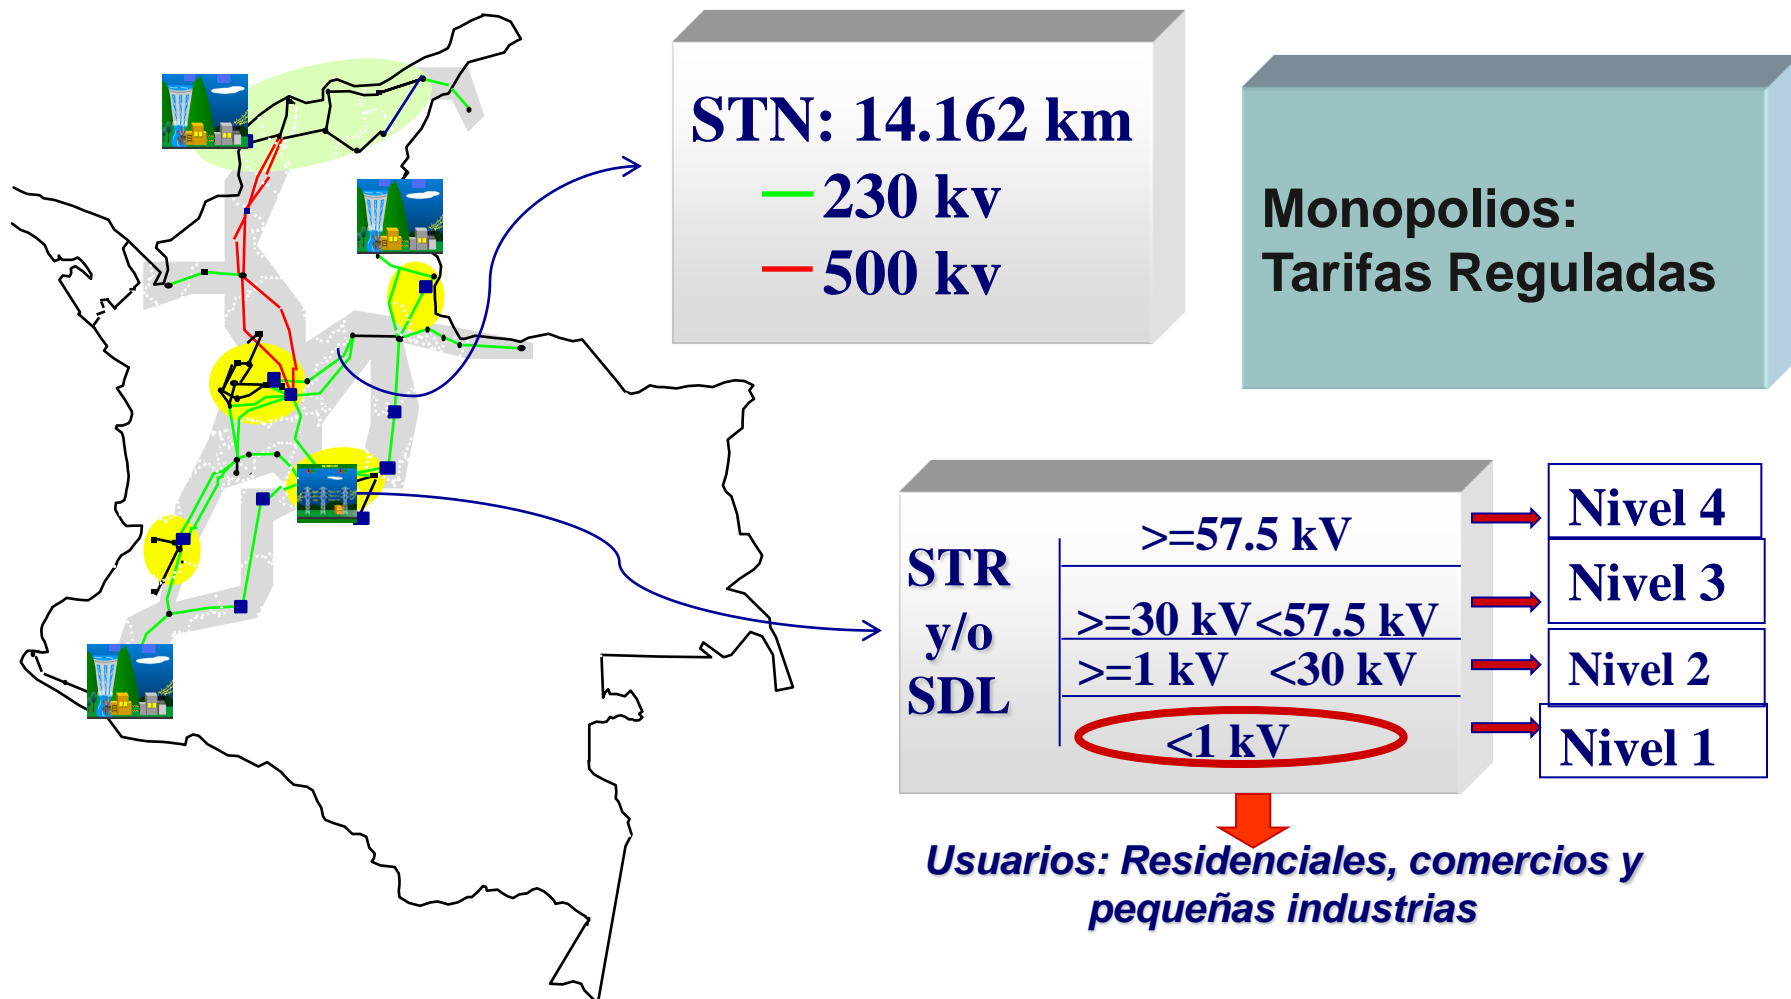 STN: 14.162 km
230 kv
500 kv
Monopolios:
Tarifas Reguladas
STR
y/o
SDL
>=57.5 kV
>=30 kV <57.5 kV
>=1 kV <30 kV
<1 kV
Nivel 4
Nivel 3
Nivel 2
Nivel 1
Usuarios: Residenciales, comercios y
pequeñas industrias